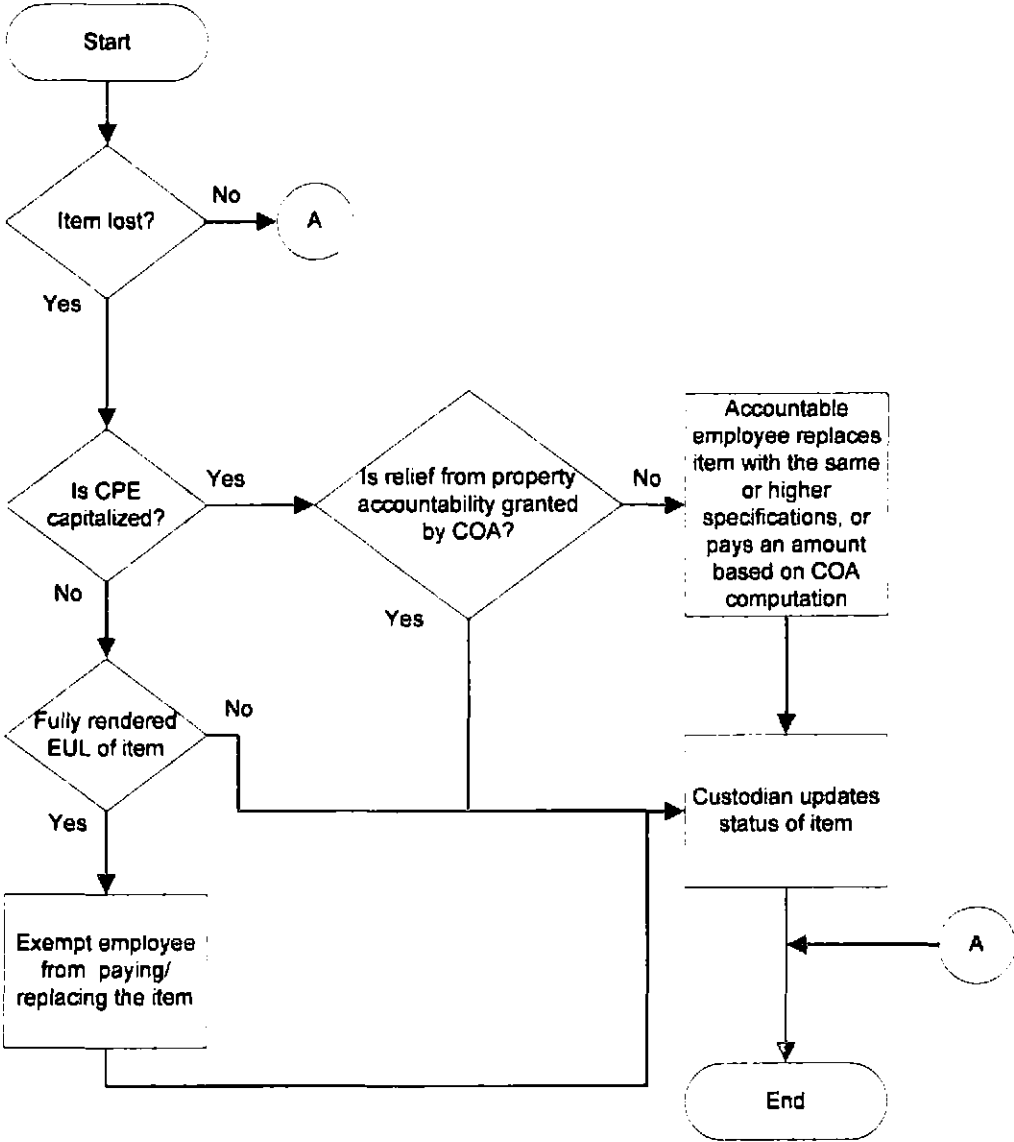 Start
Item lost?
No
A
Yes
Is CPE
capitalized?
Yes
Is relief from property
accountability granted
by COA?
No
Accountable
employee replaces
item with the same
or higher
specifications, or
pays an amount
based on COA
computation
No
Yes
Fully rendered
EUL of item
No
Yes
Custodian updates
status of item
Exempt employee
from paying/
replacing the item
A
End